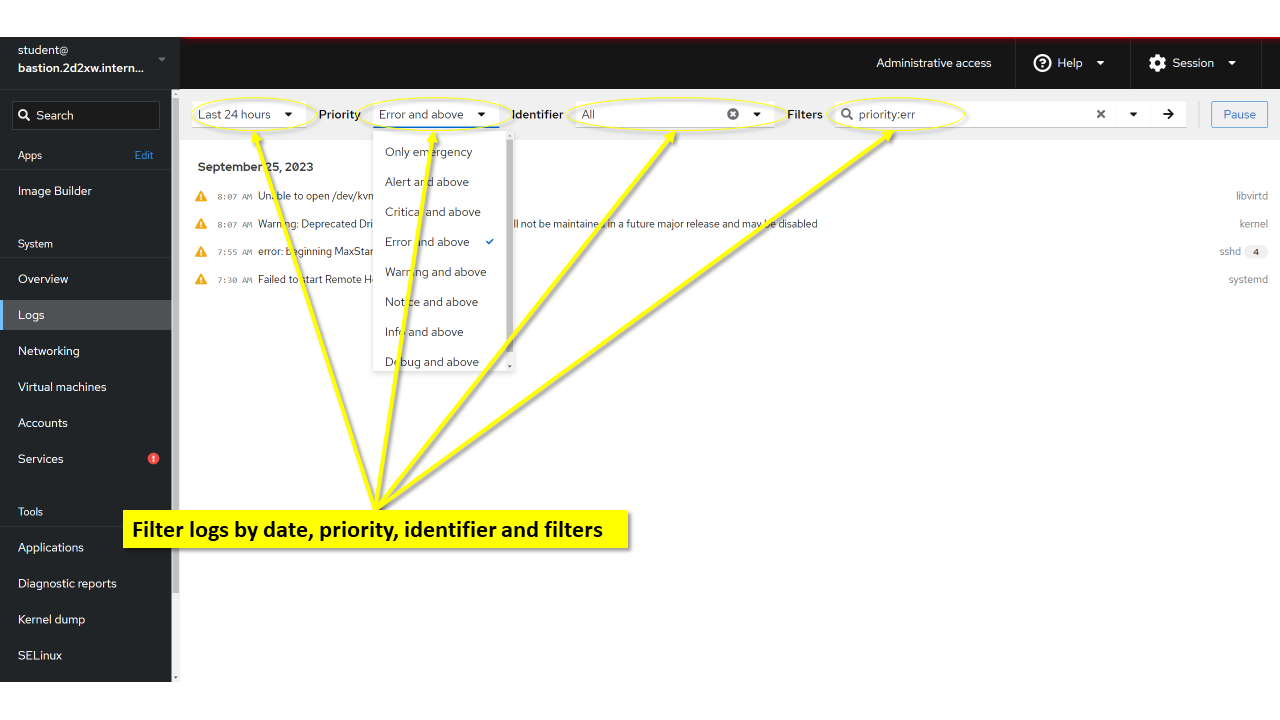 student@
bastion.2d2xw.intern...
Administrative access
Help
Session
Search
Last 24 hours
Priority
Error and above
Identifier
All
Filters
priority:err
Pause
Apps
Edit
Image Builder
System
Overview
Logs
Networking
Virtual machines
Accounts
Services
Tools
Applications
Diagnostic reports
Kernel dump
SELinux
Only emergency
Alert and above
Critical and above
Error and above
Warning and above
Notice and above
Info and above
Debug and above
September 25, 2023
8:07 AM Unable to open /dev/kvm libvirtd
8:07 AM Warning: Deprecated Dri ll not be maintained in a future major release and may be disabled kernel
7:55 AM error: beginning MaxStar sshd 4
7:30 AM Failed to start Remote H systemd
Filter logs by date, priority, identifier and filters